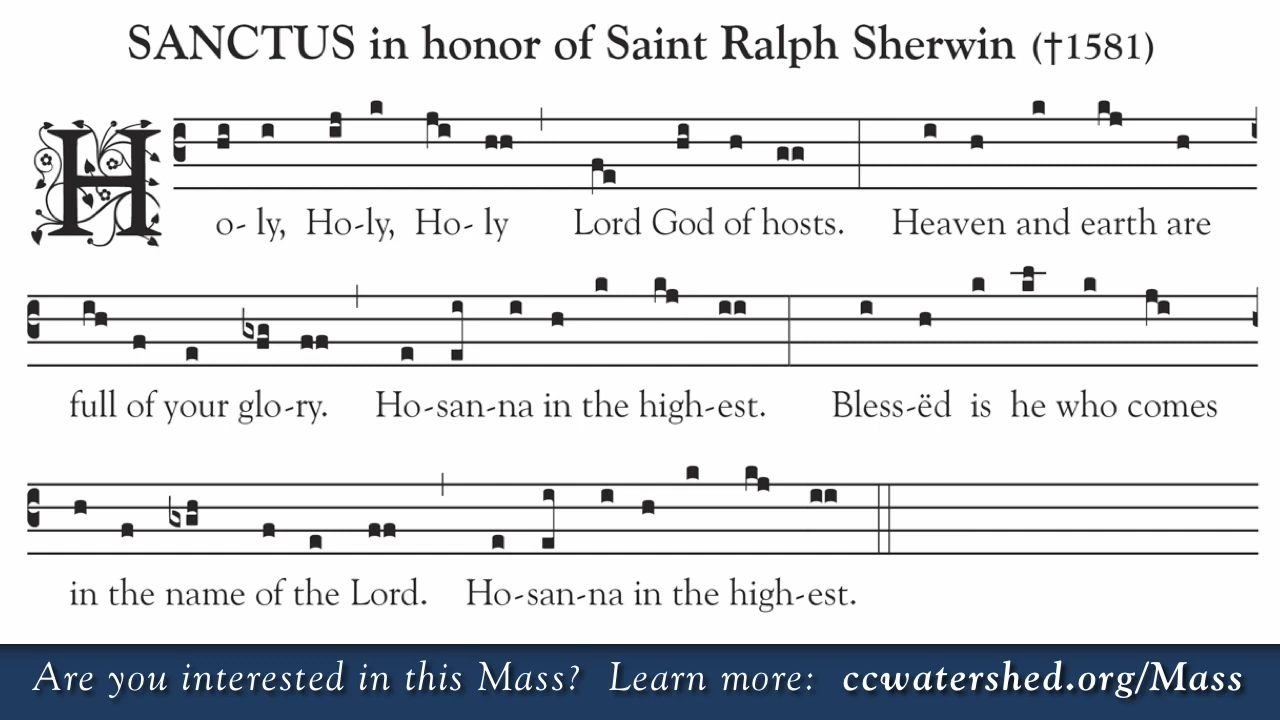 SANCTUS in honor of Saint Ralph Sherwin (†1581)
Ho- ly, Ho-ly, Ho- ly Lord God of hosts. Heaven and earth are
full of your glo-ry. Ho-san-na in the high-est. Bless-ëd is he who comes
in the name of the Lord. Ho-san-na in the high-est.
Are you interested in this Mass? Learn more: ccwatershed.org/Mass